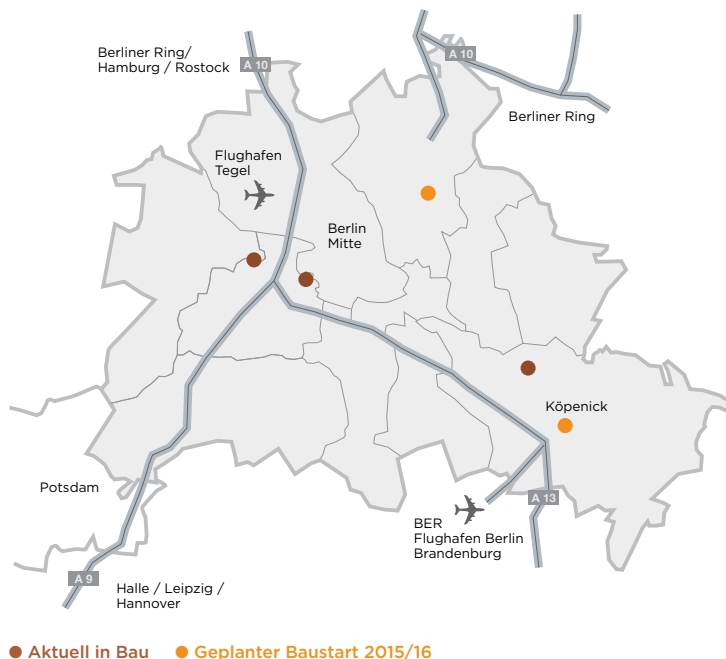 Berliner Ring/
Hamburg / Rostock
A 10
A 10
Berliner Ring
Flughafen
Tegel
Berlin
Mitte
Köpenick
Potsdam
A 13
BER
Flughafen Berlin
Brandenburg
A 9
Halle / Leipzig /
Hannover
Aktuell in Bau
Geplanter Baustart 2015/16